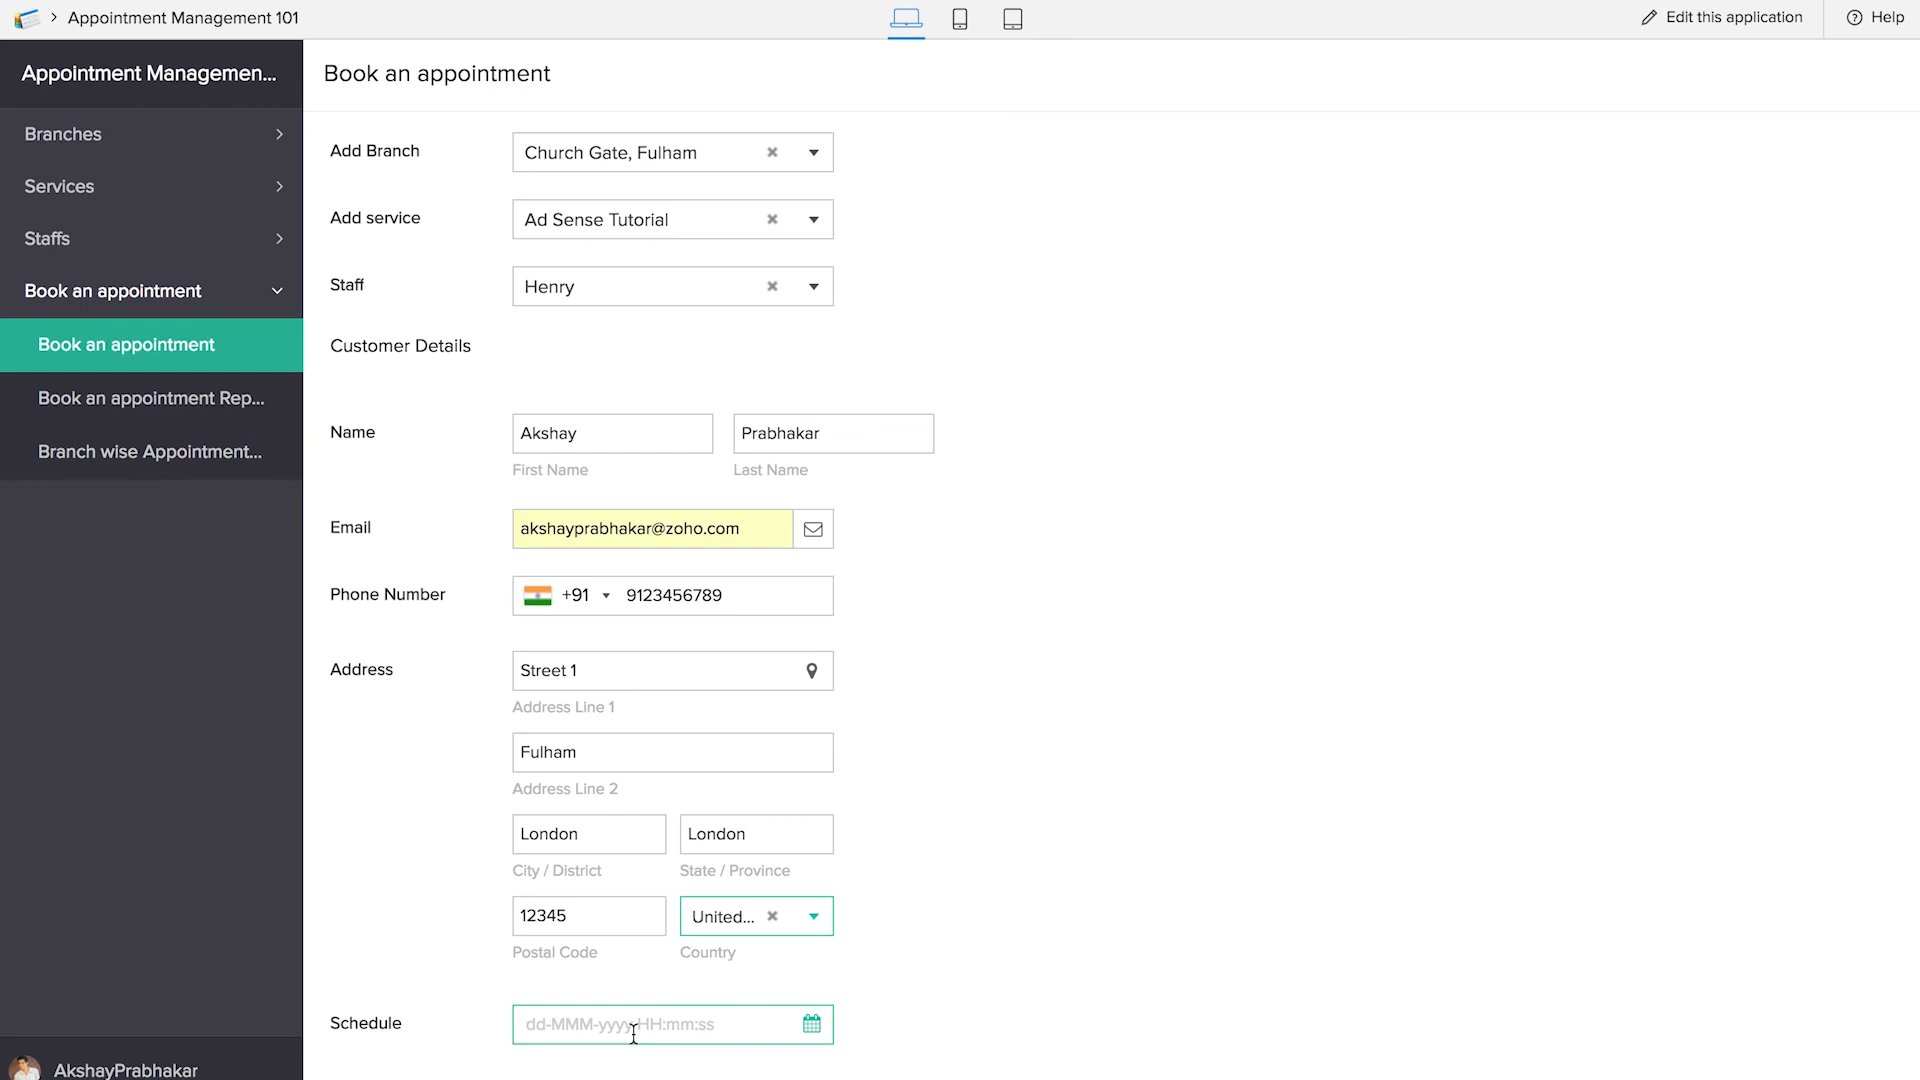 Appointment Management 101
Edit this application
Help
Appointment Managemen...
Branches
Services
Staffs
Book an appointment
Book an appointment
Book an appointment Rep...
Branch wise Appointment...
AkshayPrabhakar
Book an appointment
Add Branch
Church Gate, Fulham
Add service
Ad Sense Tutorial
Staff
Henry
Customer Details
Name
Akshay
Prabhakar
First Name
Last Name
Email
akshayprabhakar@zoho.com
Phone Number
+91
9123456789
Address
Street 1
Address Line 1
Fulham
Address Line 2
London
London
City / District
State / Province
12345
United...
Postal Code
Country
Schedule
dd-MMM-yyyy HH:mm:ss